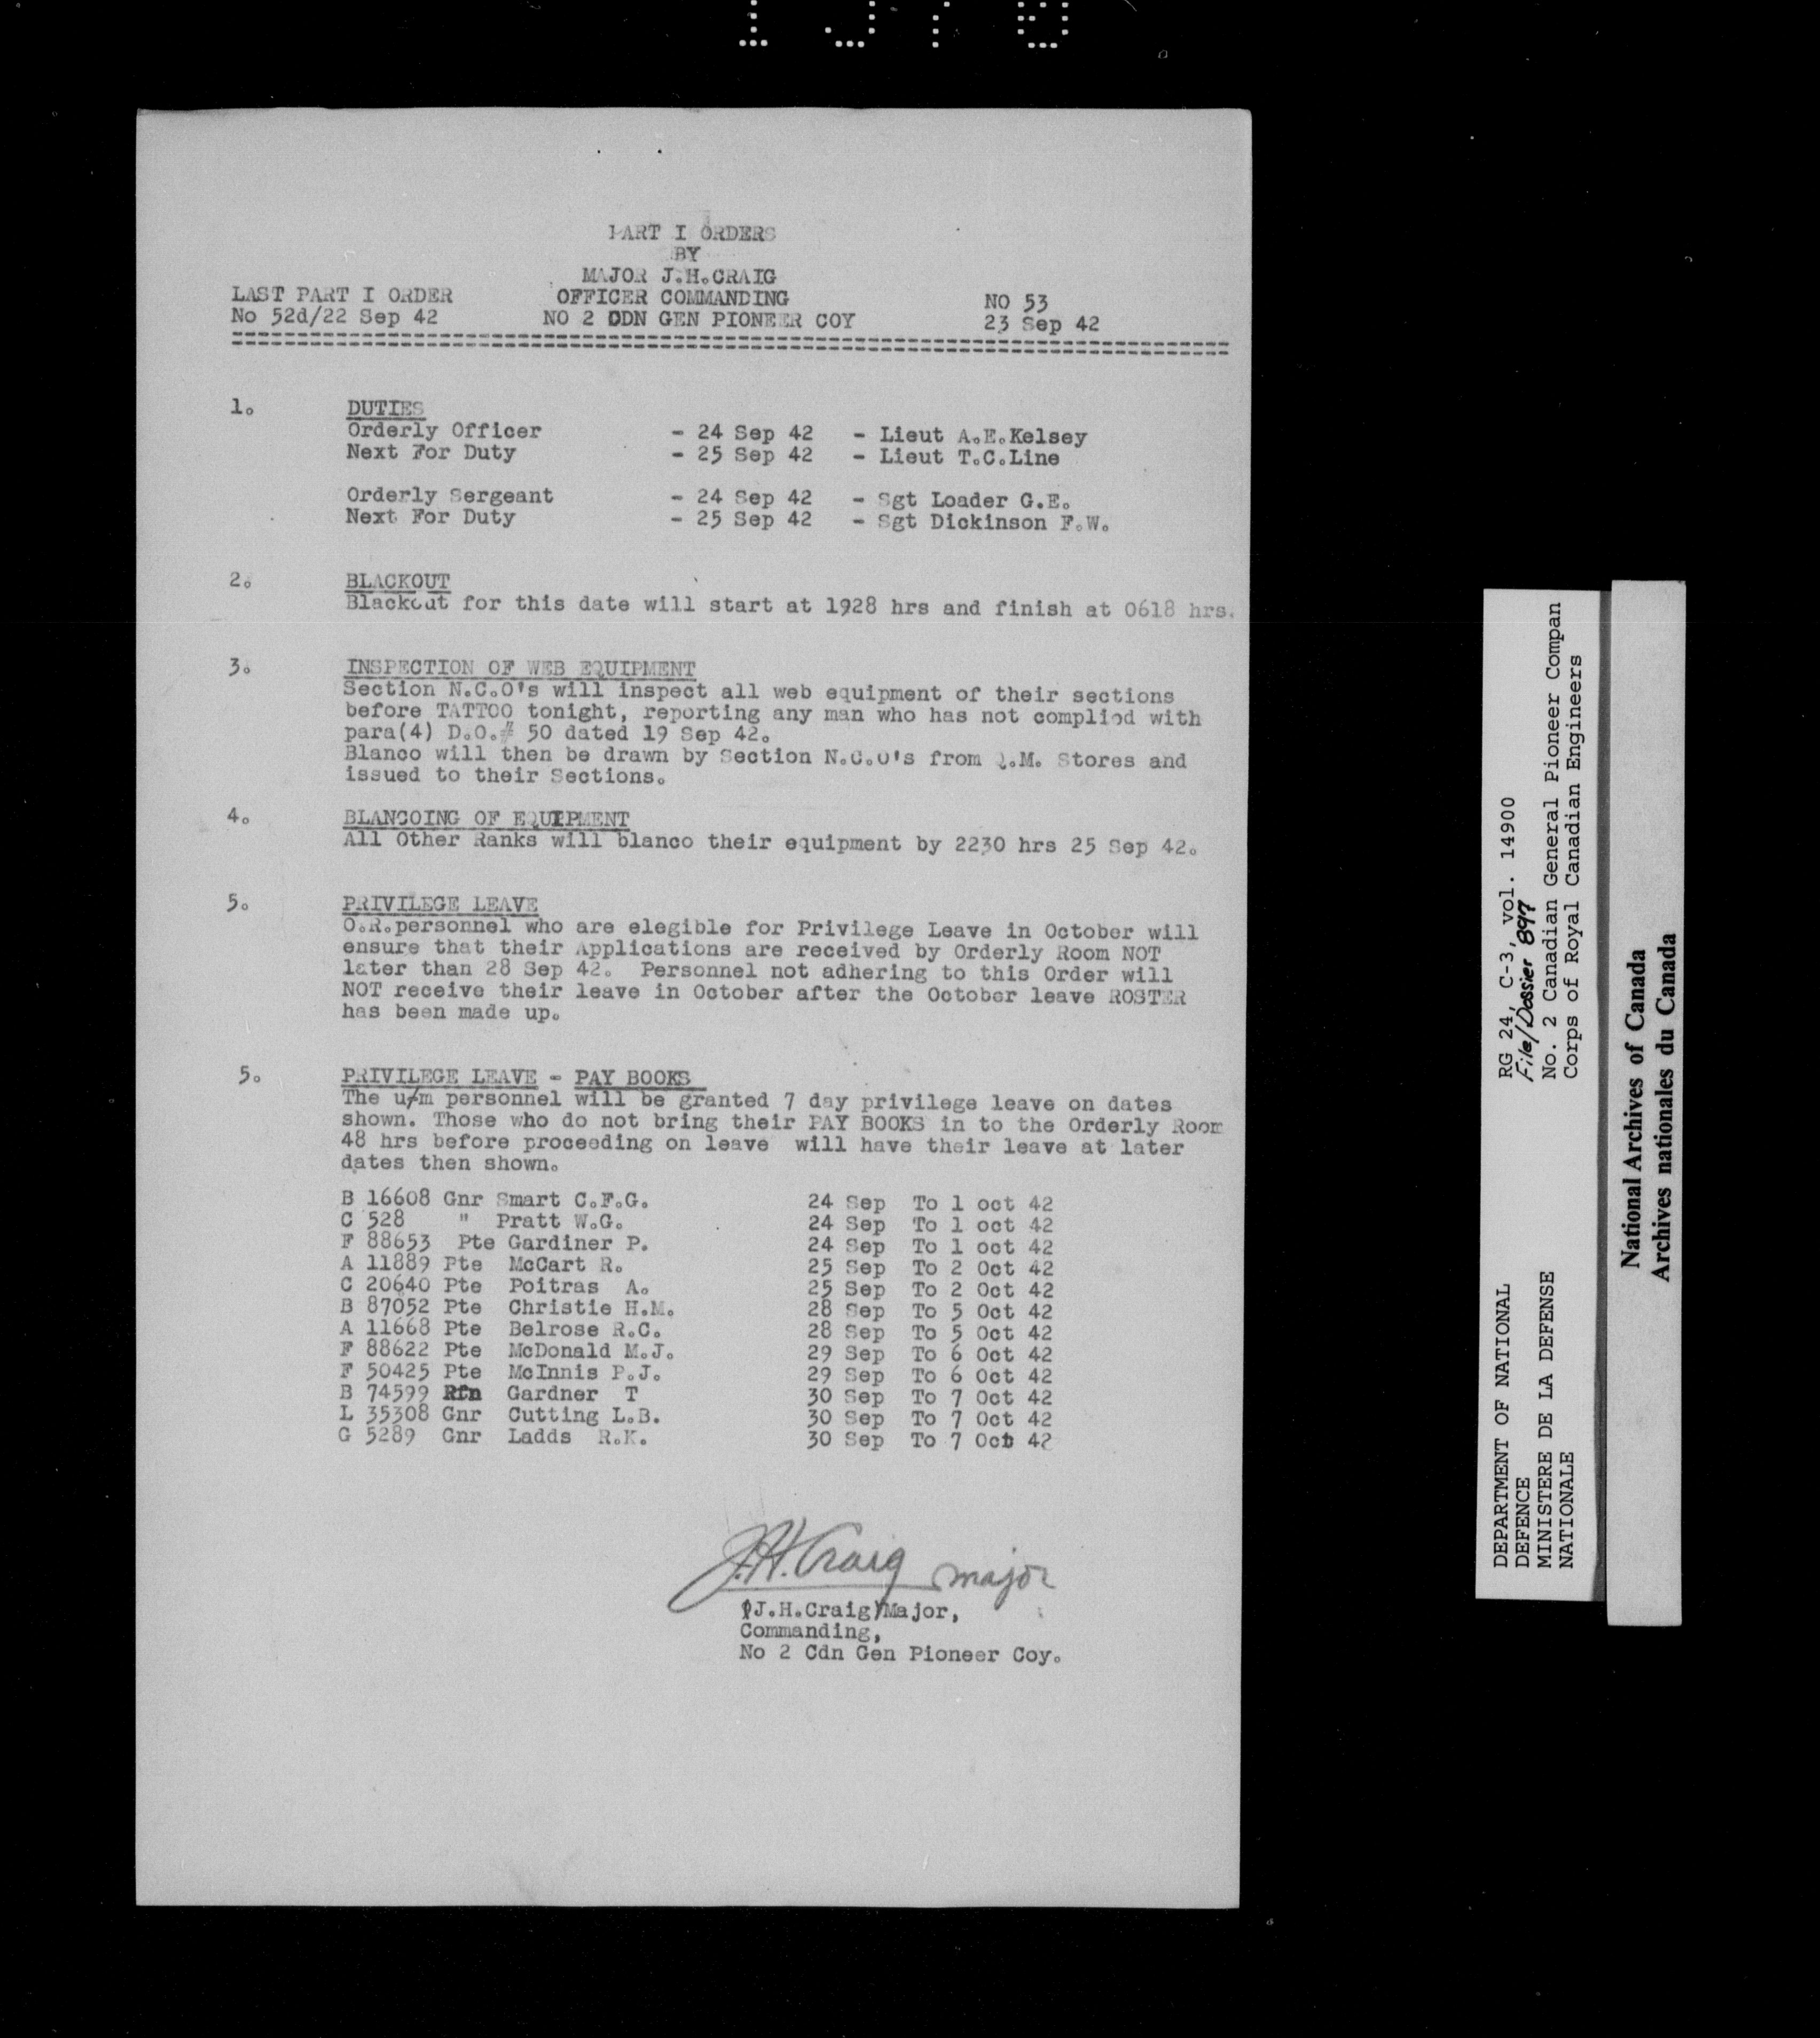 PART I ORDERS
BY
MAJOR J.H.CRAIG
LAST PART I ORDER OFFICER COMMANDING NO 53
No 52d/22 Sep 42 NO 2 CDN GEN PIONEER COY 23 Sep 42
1. DUTIES
Orderly Officer - 24 Sep 42 - Lieut A.E.Kelsey
Next For Duty - 25 Sep 42 - Lieut T.C.Line
Orderly Sergeant - 24 Sep 42 - Sgt Loader G.E.
Next For Duty - 25 Sep 42 - Sgt Dickinson F.W.
2. BLACKOUT
Blackout for this date will start at 1928 hrs and finish at 0618 hrs.
3. INSPECTION OF WEB EQUIPMENT
Section N.C.O's will inspect all web equipment of their sections
before TATTOO tonight, reporting any man who has not complied with
para(4) D.O.# 50 dated 19 Sep 42.
Blanco will then be drawn by Section N.C.O's from Q.M. Stores and
issued to their Sections.
4. BLANCOING OF EQUIPMENT
All Other Ranks will blanco their equipment by 2230 hrs 25 Sep 42.
5. PRIVILEGE LEAVE
O.R.personnel who are elegible for Privilege Leave in October will
ensure that their Applications are received by Orderly Room NOT
later than 28 Sep 42. Personnel not adhering to this Order will
NOT receive their leave in October after the October leave ROSTER
has been made up.
5. PRIVILEGE LEAVE - PAY BOOKS
The u/m personnel will be granted 7 day privilege leave on dates
shown. Those who do not bring their PAY BOOKS in to the Orderly Room
48 hrs before proceeding on leave will have their leave at later
dates then shown.
B 16608 Gnr Smart C.F.G. 24 Sep To 1 oct 42
C 528 " Pratt W.G. 24 Sep To 1 oct 42
F 88653 Pte Gardiner P. 24 Sep To 1 oct 42
A 11889 Pte McCart R. 25 Sep To 2 Oct 42
C 20640 Pte Poitras A. 25 Sep To 2 Oct 42
B 87052 Pte Christie H.M. 28 Sep To 5 Oct 42
A 11668 Pte Belrose R.C. 28 Sep To 5 Oct 42
F 88622 Pte McDonald M.J. 29 Sep To 6 Oct 42
F 50425 Pte McInnis P.J. 29 Sep To 6 Oct 42
B 74599 Rfn Gardner T 30 Sep To 7 Oct 42
L 35308 Gnr Cutting L.B. 30 Sep To 7 Oct 42
G 5289 Gnr Ladds R.K. 30 Sep To 7 Oct 42
J.H.Craig major
(J.H.Craig)Major,
Commanding,
No 2 Cdn Gen Pioneer Coy.
DEPARTMENT OF NATIONAL
DEFENCE
MINISTERE DE LA DEFENSE
NATIONALE
RG 24, C-3, vol. 14900
File/Dossier 897
No. 2 Canadian General Pioneer Compan
Corps of Royal Canadian Engineers
National Archives of Canada
Archives nationales du Canada